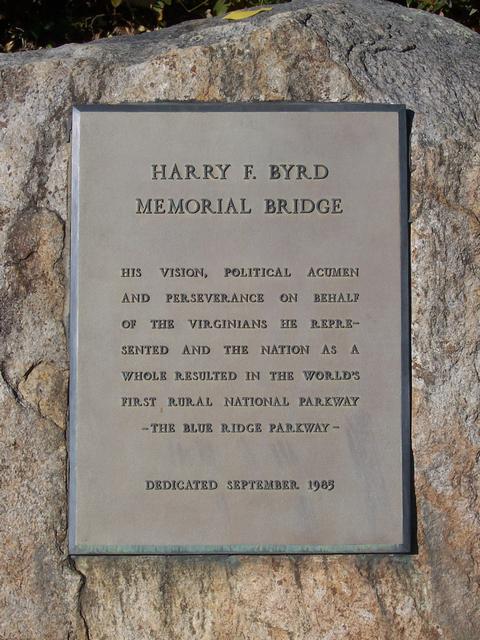 HARRY F. BYRD
MEMORIAL BRIDGE
HIS VISION, POLITICAL ACUMEN
AND PERSEVERANCE ON BEHALF
OF THE VIRGINIANS HE REPRE-
SENTED AND THE NATION AS A
WHOLE RESULTED IN THE WORLD'S
FIRST RURAL NATIONAL PARKWAY
-THE BLUE RIDGE PARKWAY-
DEDICATED SEPTEMBER 1985